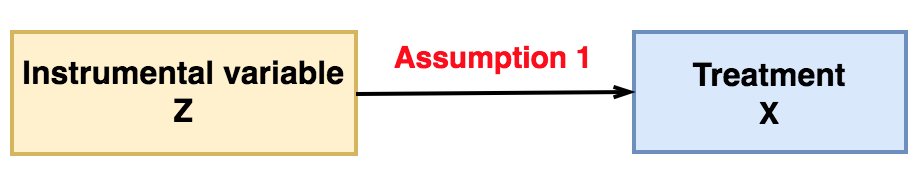 Instrumental variable
Z
Assumption 1
Treatment
X